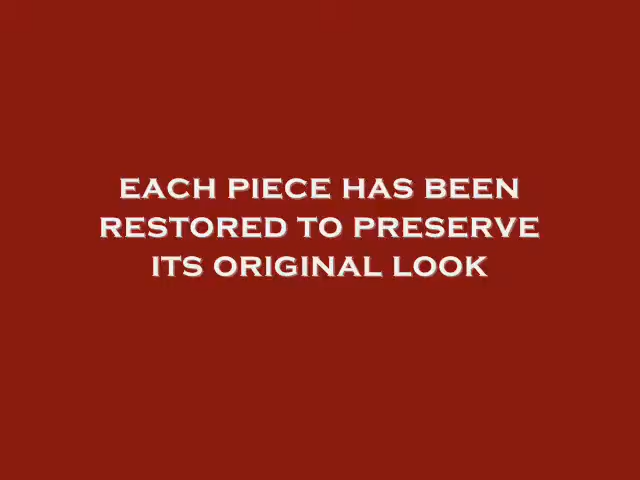 EACH PIECE HAS BEEN
RESTORED TO PRESERVE
ITS ORIGINAL LOOK